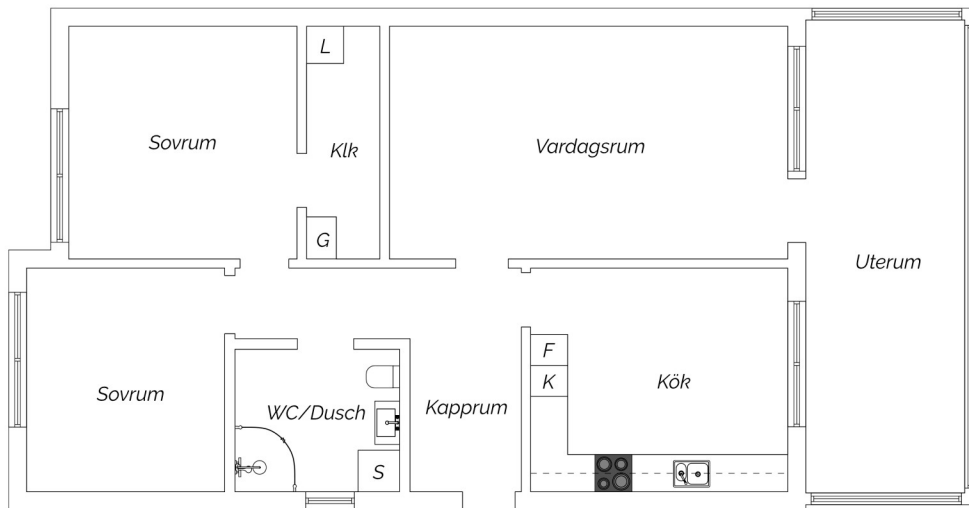 L
Sovrum
Klk
Vardagsrum
G
Uterum
F
K
Kök
Sovrum
WC/Dusch
Kapprum
S